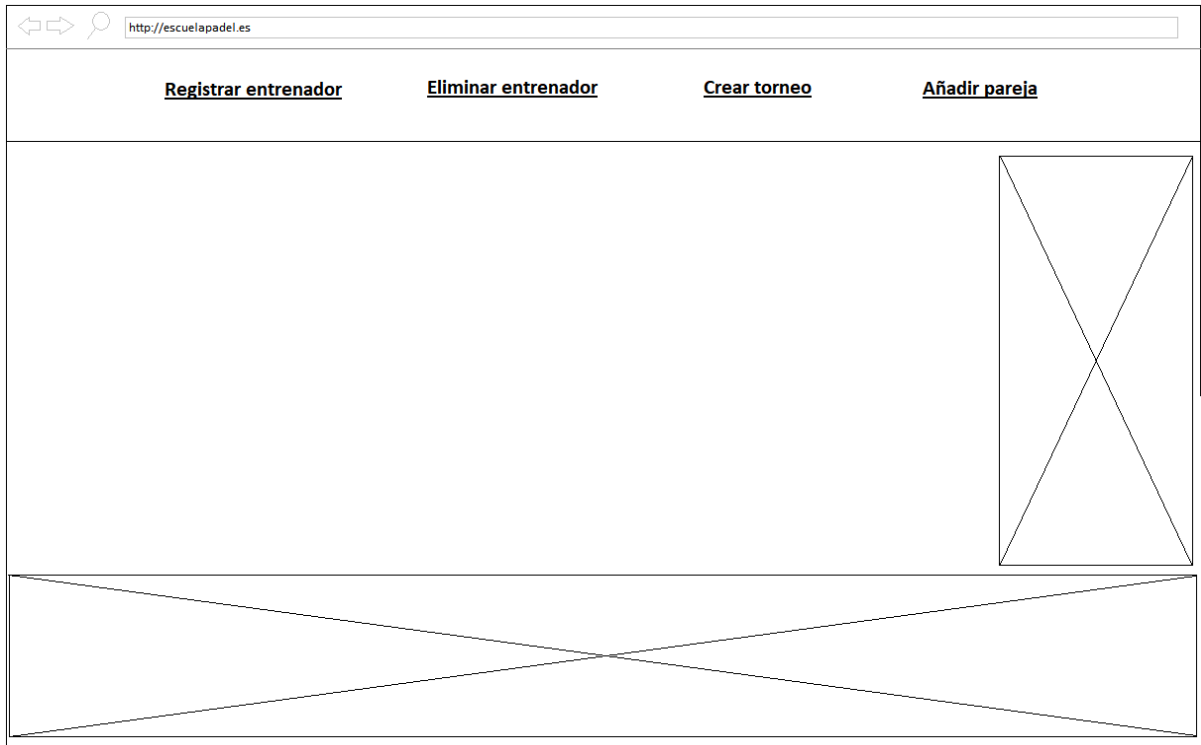 http://escuelapadel.es
Registrar entrenador Eliminar entrenador Crear torneo Añadir pareja